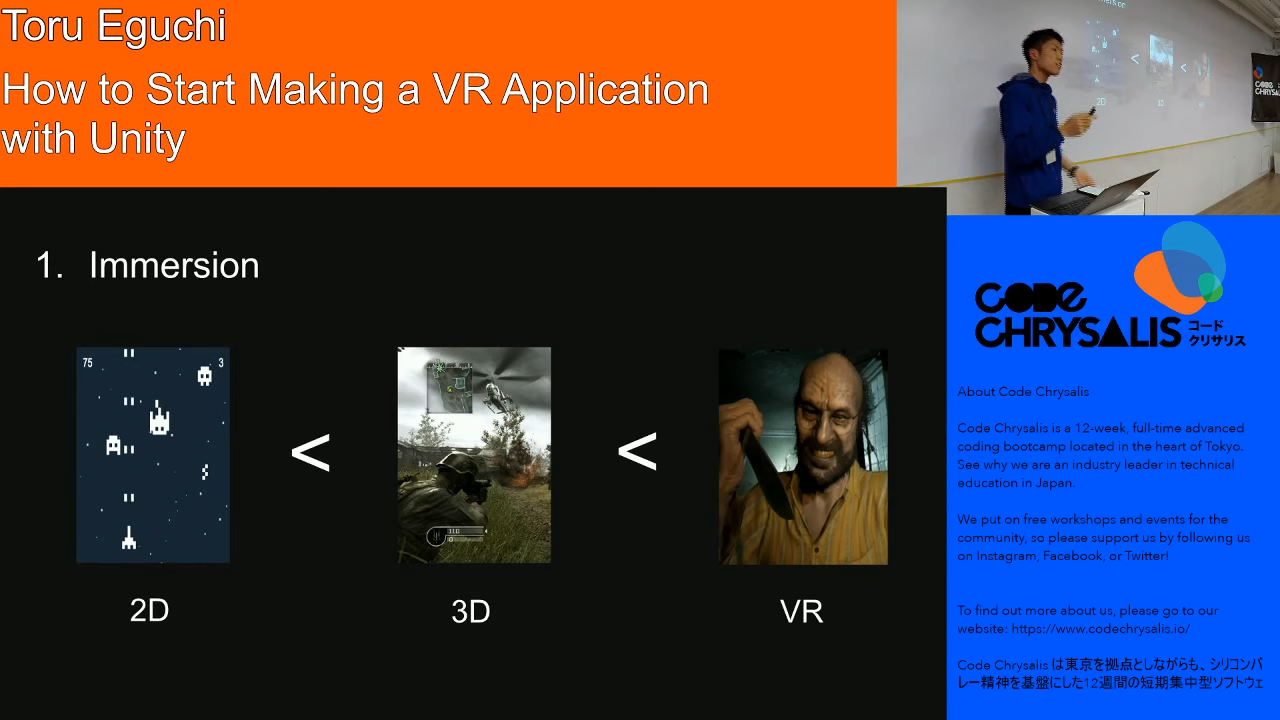 Toru Eguchi
How to Start Making a VR Application
with Unity
1. Immersion
75
3
<
<
2D
3D
VR
CODE
CHRYSALIS
コード
クリサリス
About Code Chrysalis
Code Chrysalis is a 12-week, full-time advanced
coding bootcamp located in the heart of Tokyo.
See why we are an industry leader in technical
education in Japan.
We put on free workshops and events for the
community, so please support us by following us
on Instagram, Facebook, or Twitter!
To find out more about us, please go to our
website: https://www.codechrysalis.io/
Code Chrysalis は東京を拠点としながらも、シリコンバ
レー精神を基盤にした12週間の短期集中型ソフトウェ